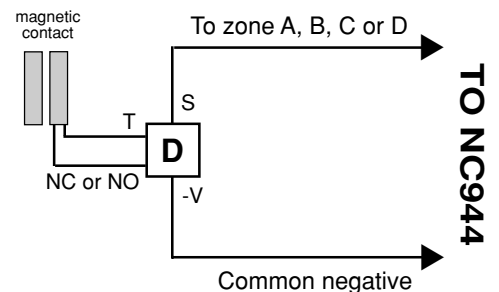 magnetic
contact
To zone A, B, C or D
S
T
D
NC or NO
-V
Common negative
TO NC944